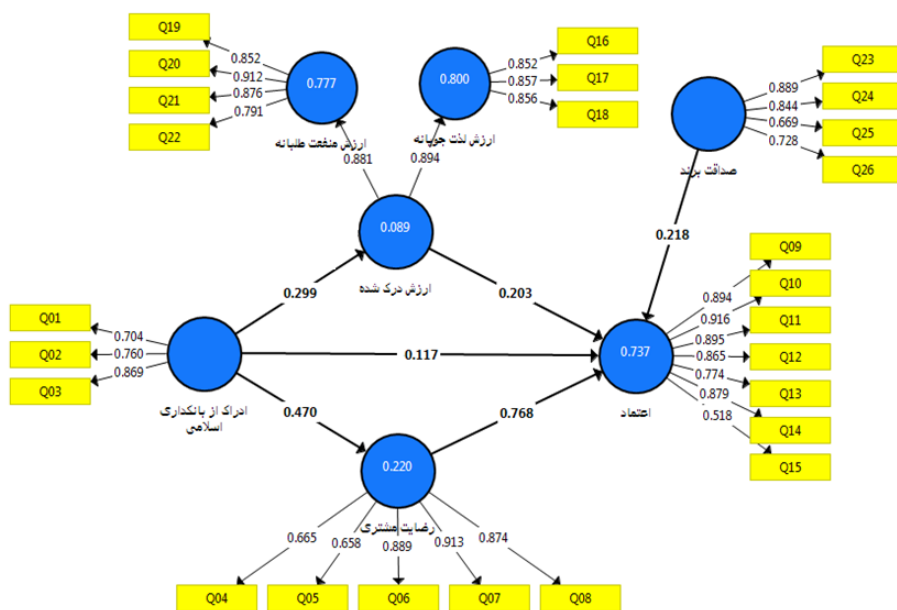 Q19
Q20
Q21
Q22
0.852
0.912
0.876
0.791
0.777
ارزش منفعت طلبانه
0.881
0.800
ارزش لذت جویانه
0.894
0.852
0.857
0.856
Q16
Q17
Q18
صداقت برند
0.889
0.844
0.669
0.728
Q23
Q24
Q25
Q26
0.218
0.089
ارزش درک شده
0.299
0.203
Q01
Q02
Q03
0.704
0.760
0.869
ادراک از بانکداری
اسلامی
0.117
0.737
اعتماد
0.894
0.916
0.895
0.865
0.774
0.879
0.518
Q09
Q10
Q11
Q12
Q13
Q14
Q15
0.470
0.768
0.220
رضایت مشتری
0.665
0.658
0.889
0.913
0.874
Q04
Q05
Q06
Q07
Q08